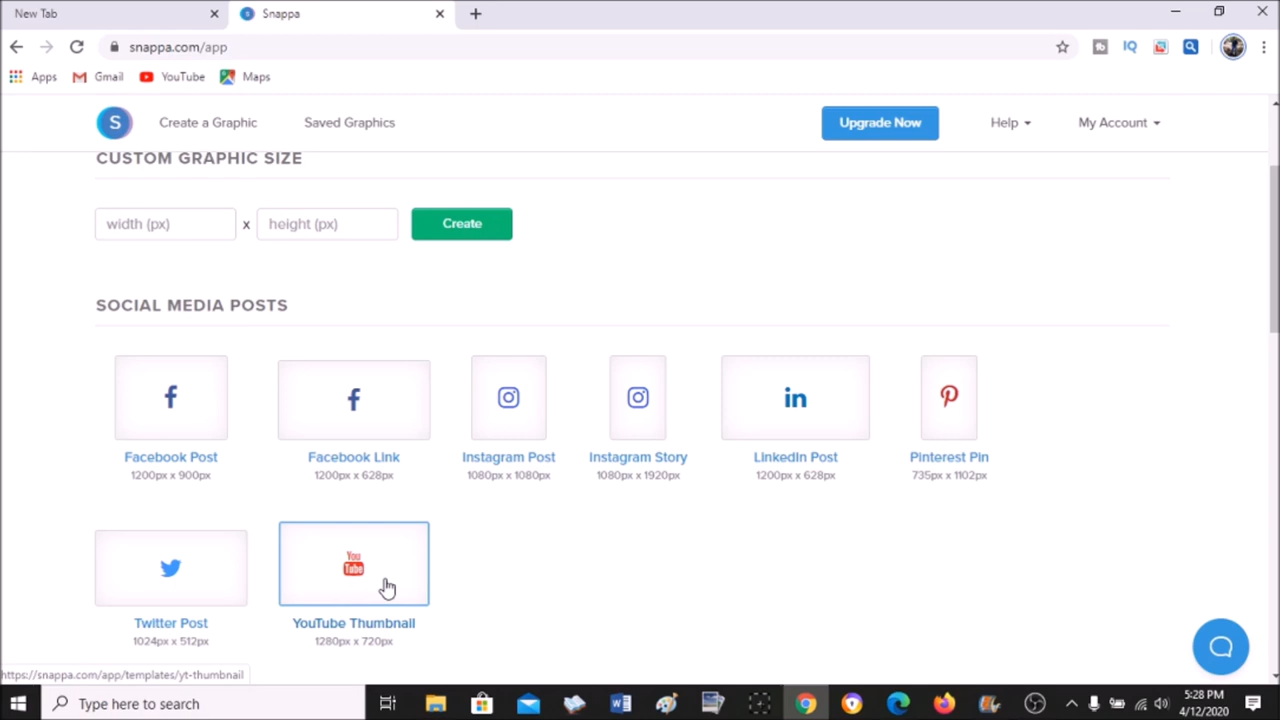 New Tab
Snappa
snappa.com/app
IQ
Apps Gmail YouTube Maps
S Create a Graphic Saved Graphics Upgrade Now Help My Account
CUSTOM GRAPHIC SIZE
width (px) x height (px) Create
SOCIAL MEDIA POSTS
Facebook Post Facebook Link Instagram Post Instagram Story LinkedIn Post Pinterest Pin
1200px x 900px 1200px x 628px 1080px x 1080px 1080px x 1920px 1200px x 628px 735px x 1102px
You
Tube
Twitter Post YouTube Thumbnail
1024px x 512px 1280px x 720px
https://snappa.com/app/templates/yt-thumbnail
Type here to search
5:28 PM
4/12/2020